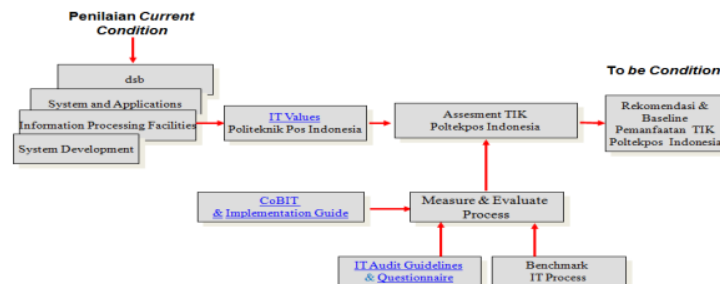 Penilaian Current
Condition
dsb
System and Applications
Information Processing Facilities
System Development
IT Values
Politeknik Pos Indonesia
Assesment TIK
Poltekpos Indonesia
To be Condition
Rekomendasi &
Baseline
Pemanfaatan TIK
Poltekpos Indonesia
CoBIT
& Implementation Guide
Measure & Evaluate
Process
IT Audit Guidelines
& Questionnaire
Benchmark
IT Process